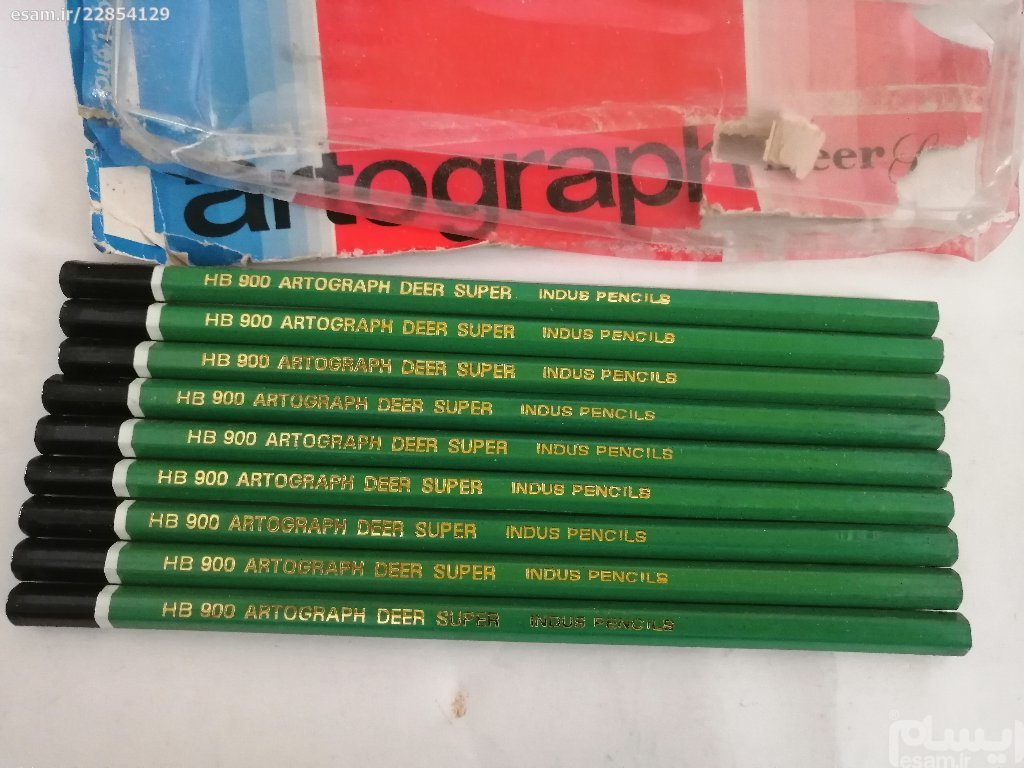 esam.ir/22854129
artograph Deer
HB 900 ARTOGRAPH DEER SUPER INDUS PENCILS
HB 900 ARTOGRAPH DEER SUPER INDUS PENCILS
HB 900 ARTOGRAPH DEER SUPER INDUS PENCILS
HB 900 ARTOGRAPH DEER SUPER INDUS PENCILS
HB 900 ARTOGRAPH DEER SUPER INDUS PENCILS
HB 900 ARTOGRAPH DEER SUPER INDUS PENCILS
HB 900 ARTOGRAPH DEER SUPER INDUS PENCILS
HB 900 ARTOGRAPH DEER SUPER INDUS PENCILS
HB 900 ARTOGRAPH DEER SUPER INDUS PENCILS
ایسام
esam.ir